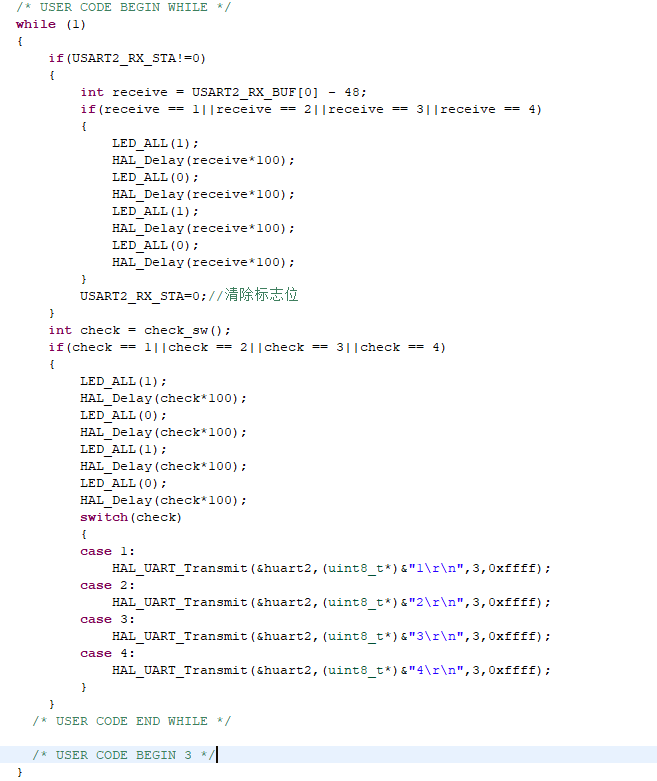 /* USER CODE BEGIN WHILE */
while (1)
{
    if(USART2_RX_STA!=0)
    {
        int receive = USART2_RX_BUF[0] - 48;
        if(receive == 1||receive == 2||receive == 3||receive == 4)
        {
            LED_ALL(1);
            HAL_Delay(receive*100);
            LED_ALL(0);
            HAL_Delay(receive*100);
            LED_ALL(1);
            HAL_Delay(receive*100);
            LED_ALL(0);
            HAL_Delay(receive*100);
        }
        USART2_RX_STA=0;//清除标志位
    }
    int check = check_sw();
    if(check == 1||check == 2||check == 3||check == 4)
    {
        LED_ALL(1);
        HAL_Delay(check*100);
        LED_ALL(0);
        HAL_Delay(check*100);
        LED_ALL(1);
        HAL_Delay(check*100);
        LED_ALL(0);
        HAL_Delay(check*100);
        switch(check)
        {
        case 1:
            HAL_UART_Transmit(&huart2,(uint8_t*)&"1\r\n",3,0xffff);
        case 2:
            HAL_UART_Transmit(&huart2,(uint8_t*)&"2\r\n",3,0xffff);
        case 3:
            HAL_UART_Transmit(&huart2,(uint8_t*)&"3\r\n",3,0xffff);
        case 4:
            HAL_UART_Transmit(&huart2,(uint8_t*)&"4\r\n",3,0xffff);
        }
    }
  /* USER CODE END WHILE */

  /* USER CODE BEGIN 3 */
}